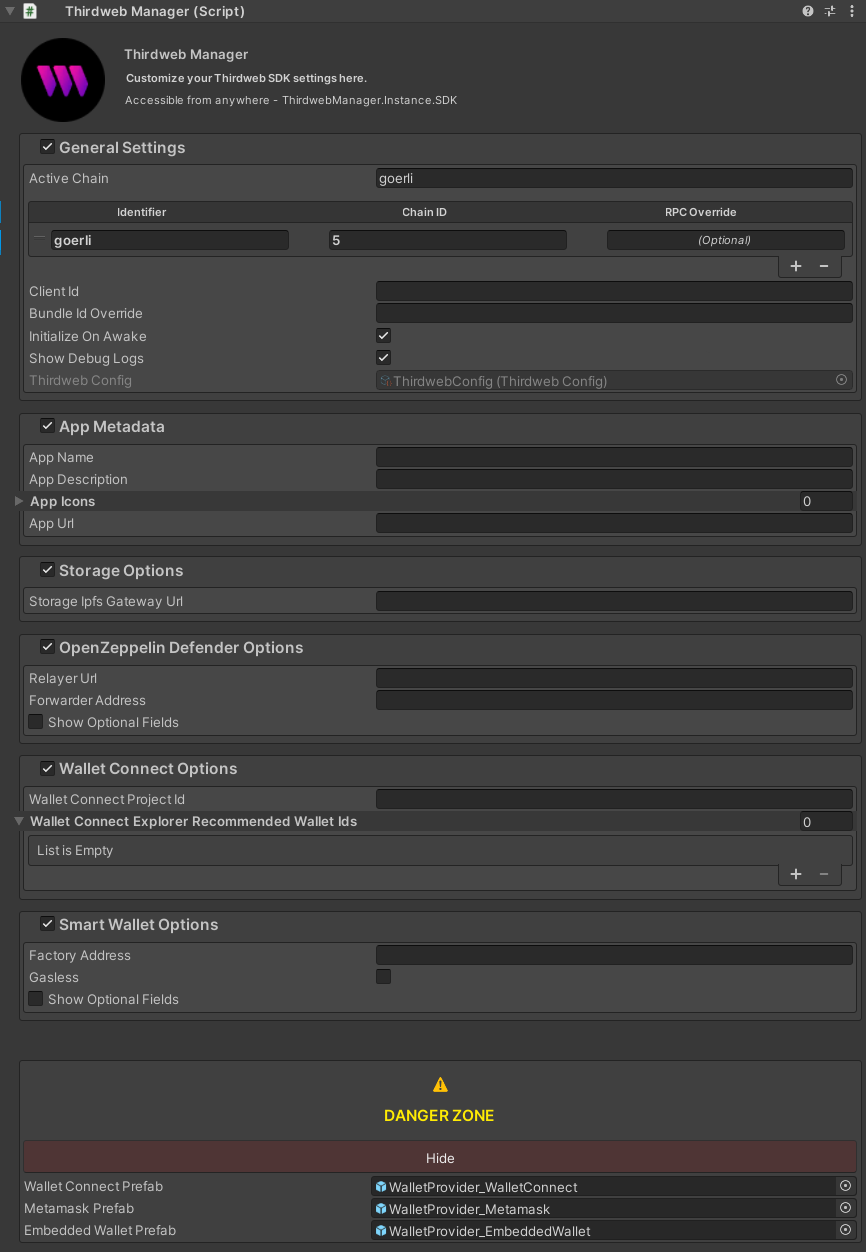 Thirdweb Manager (Script)
Thirdweb Manager
Customize your Thirdweb SDK settings here.
Accessible from anywhere - ThirdwebManager.Instance.SDK
General Settings
Active Chain goerli
Identifier Chain ID RPC Override
goerli 5 (Optional)
+ −
Client Id
Bundle Id Override
Initialize On Awake
Show Debug Logs
Thirdweb Config ThirdwebConfig (Thirdweb Config)
App Metadata
App Name
App Description
App Icons 0
App Url
Storage Options
Storage Ipfs Gateway Url
OpenZeppelin Defender Options
Relayer Url
Forwarder Address
Show Optional Fields
Wallet Connect Options
Wallet Connect Project Id
Wallet Connect Explorer Recommended Wallet Ids 0
List is Empty
+ −
Smart Wallet Options
Factory Address
Gasless
Show Optional Fields
DANGER ZONE
Hide
Wallet Connect Prefab WalletProvider_WalletConnect
Metamask Prefab WalletProvider_Metamask
Embedded Wallet Prefab WalletProvider_EmbeddedWallet